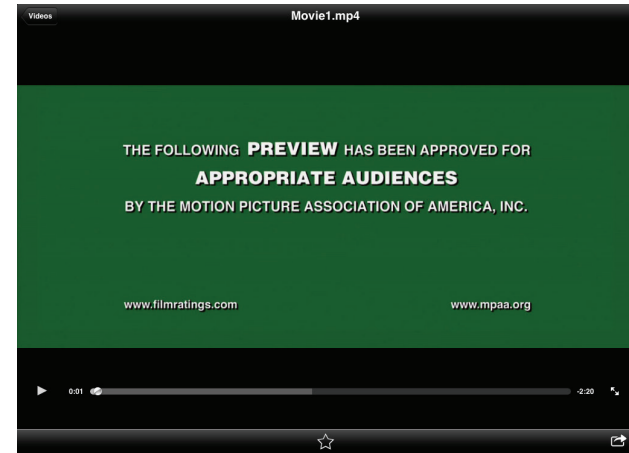 Videos
Movie1.mp4
THE FOLLOWING PREVIEW HAS BEEN APPROVED FOR
APPROPRIATE AUDIENCES
BY THE MOTION PICTURE ASSOCIATION OF AMERICA, INC.
www.filmratings.com www.mpaa.org
0:01 -2:20